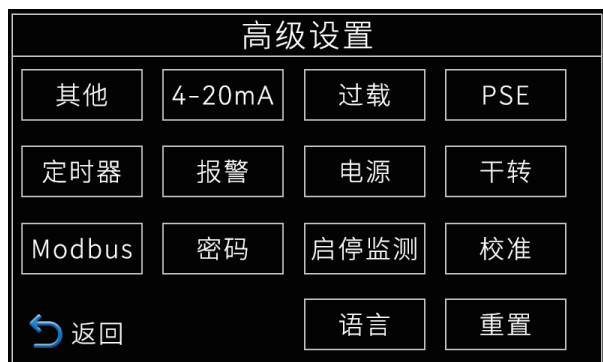 高级设置
其他 4-20mA 过载 PSE
定时器 报警 电源 干转
Modbus 密码 启停监测 校准
返回 语言 重置